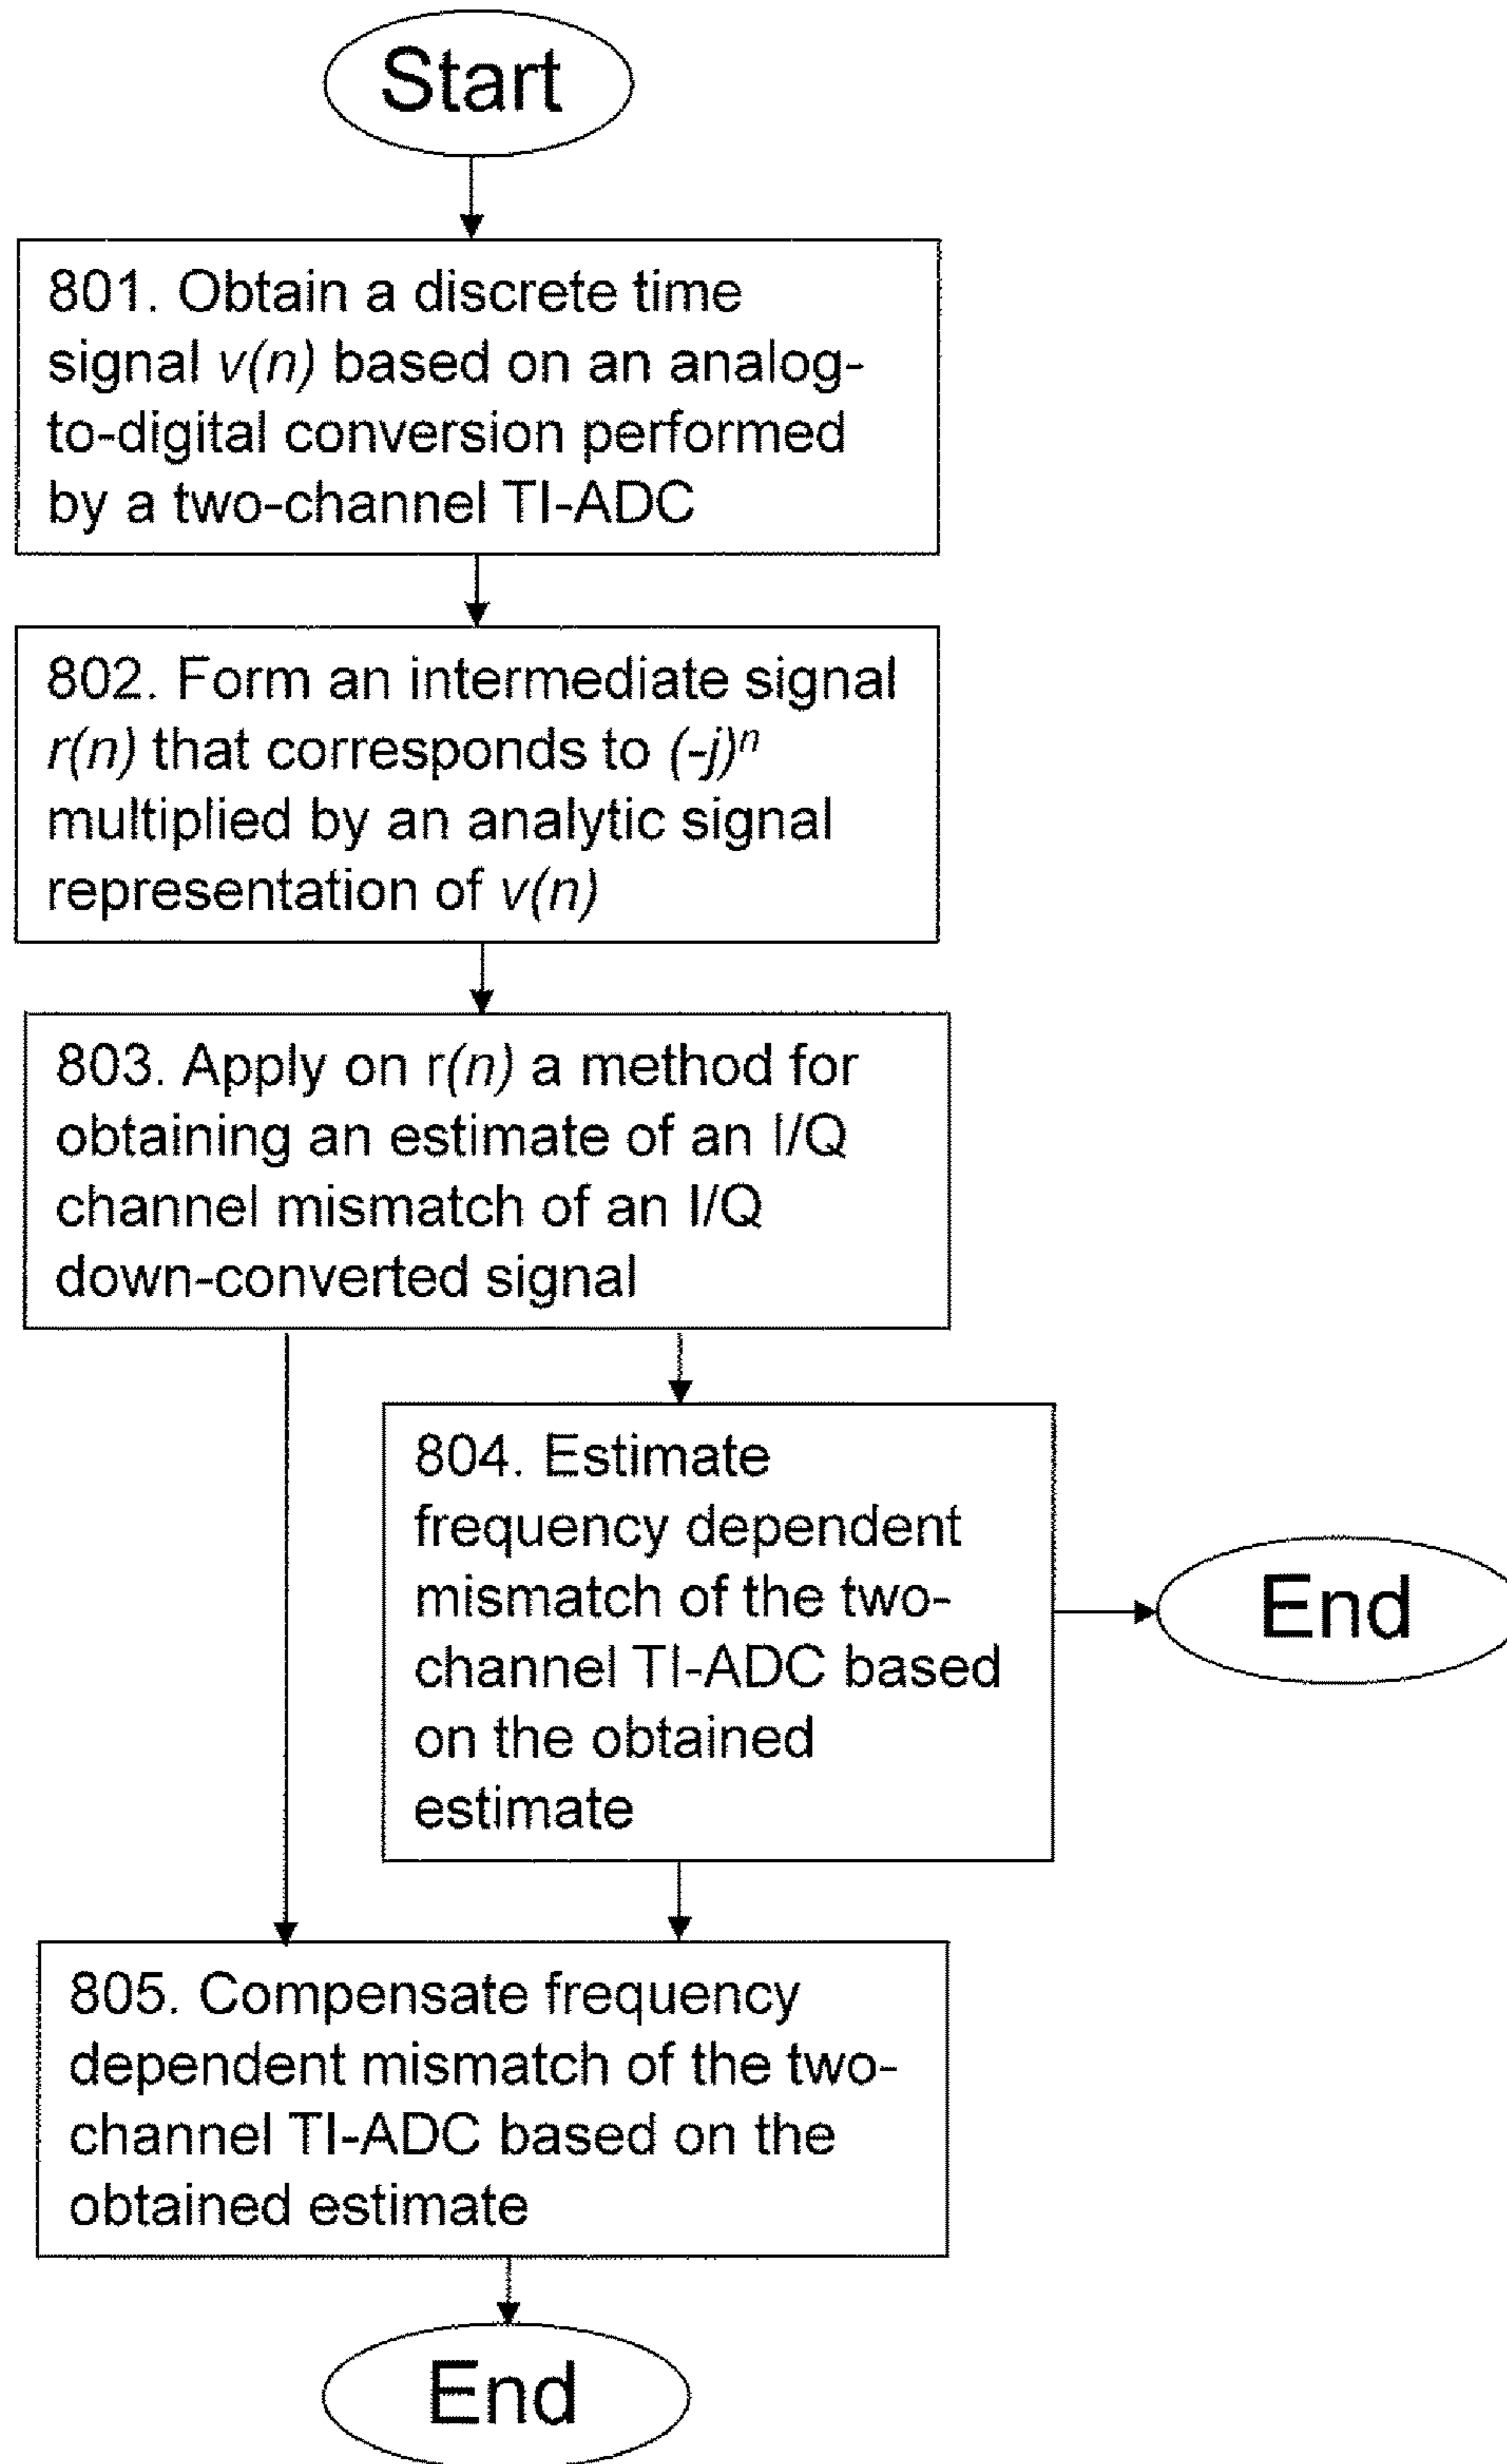 Start
801. Obtain a discrete time
signal v(n) based on an analog-
to-digital conversion performed
by a two-channel TI-ADC
802. Form an intermediate signal
r(n) that corresponds to (-j)ⁿ
multiplied by an analytic signal
representation of v(n)
803. Apply on r(n) a method for
obtaining an estimate of an I/Q
channel mismatch of an I/Q
down-converted signal
804. Estimate
frequency dependent
mismatch of the two-
channel TI-ADC based
on the obtained
estimate
End
805. Compensate frequency
dependent mismatch of the two-
channel TI-ADC based on the
obtained estimate
End